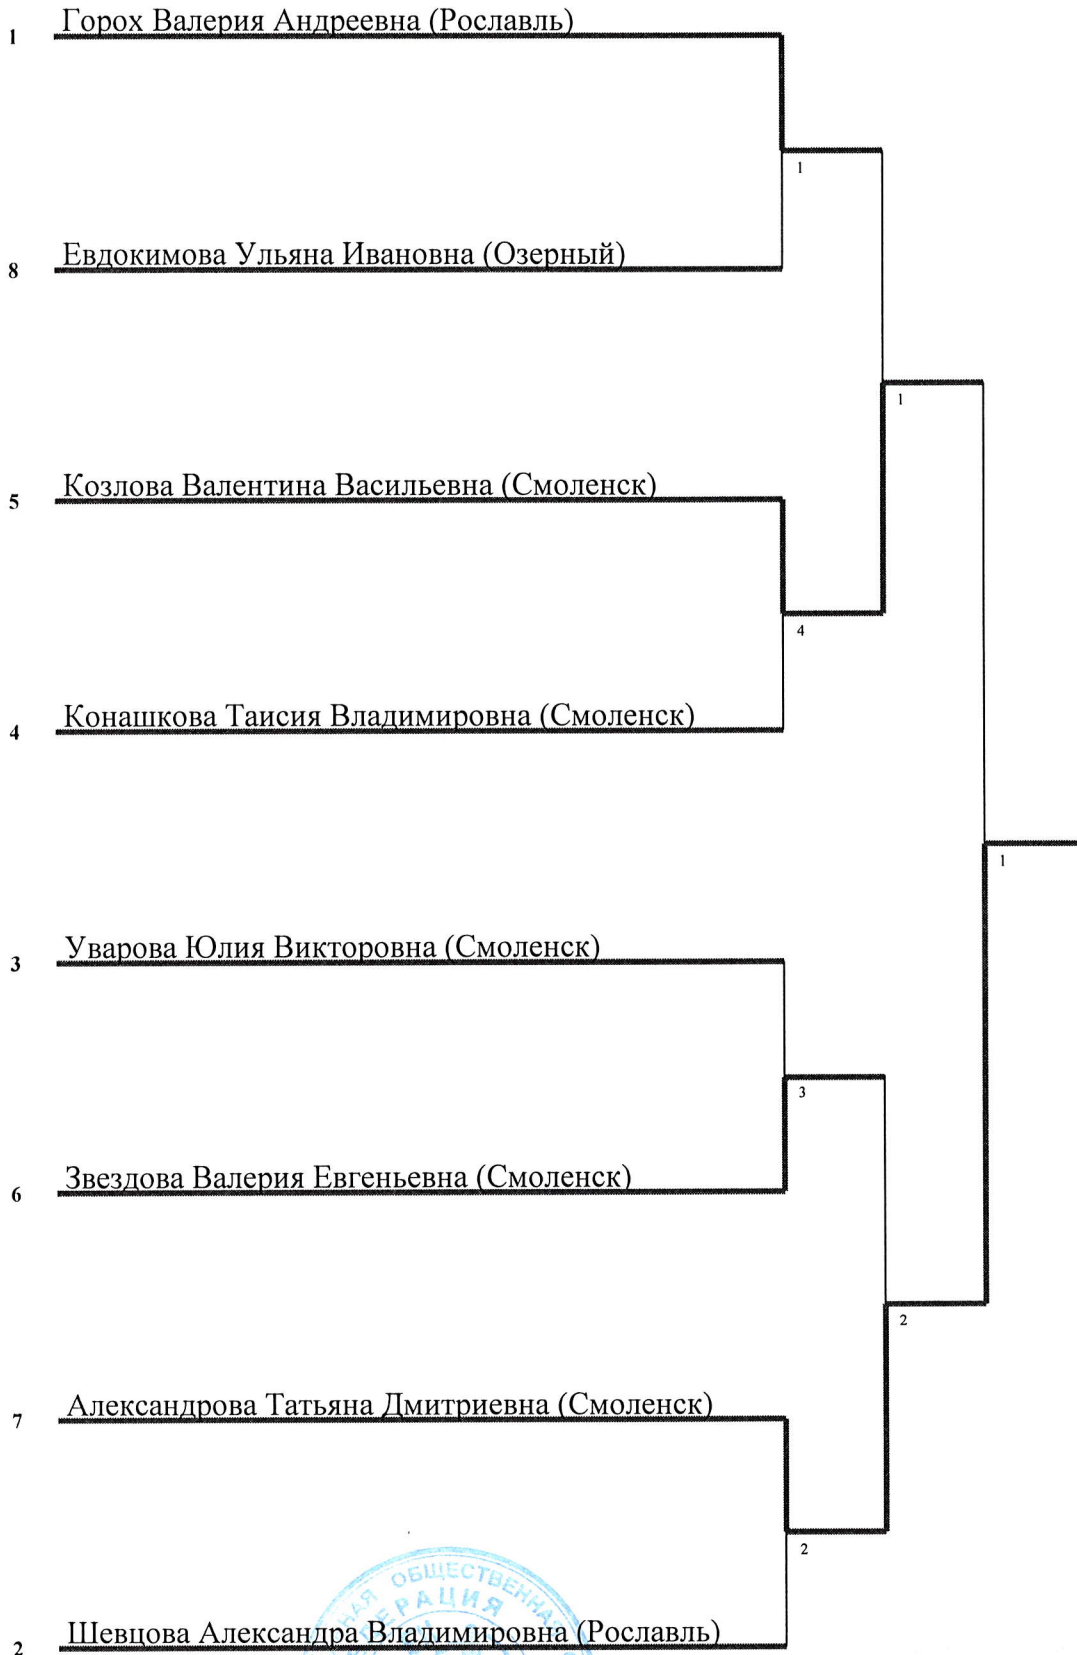 1 Горох Валерия Андреевна (Рославль)
1
8 Евдокимова Ульяна Ивановна (Озерный)
1
5 Козлова Валентина Васильевна (Смоленск)
4
4 Конашкова Таисия Владимировна (Смоленск)
1
3 Уварова Юлия Викторовна (Смоленск)
3
6 Звездова Валерия Евгеньевна (Смоленск)
2
7 Александрова Татьяна Дмитриевна (Смоленск)
2
ОБЩЕСТВЕННАЯ
2 Шевцова Александра Владимировна (Рославль)